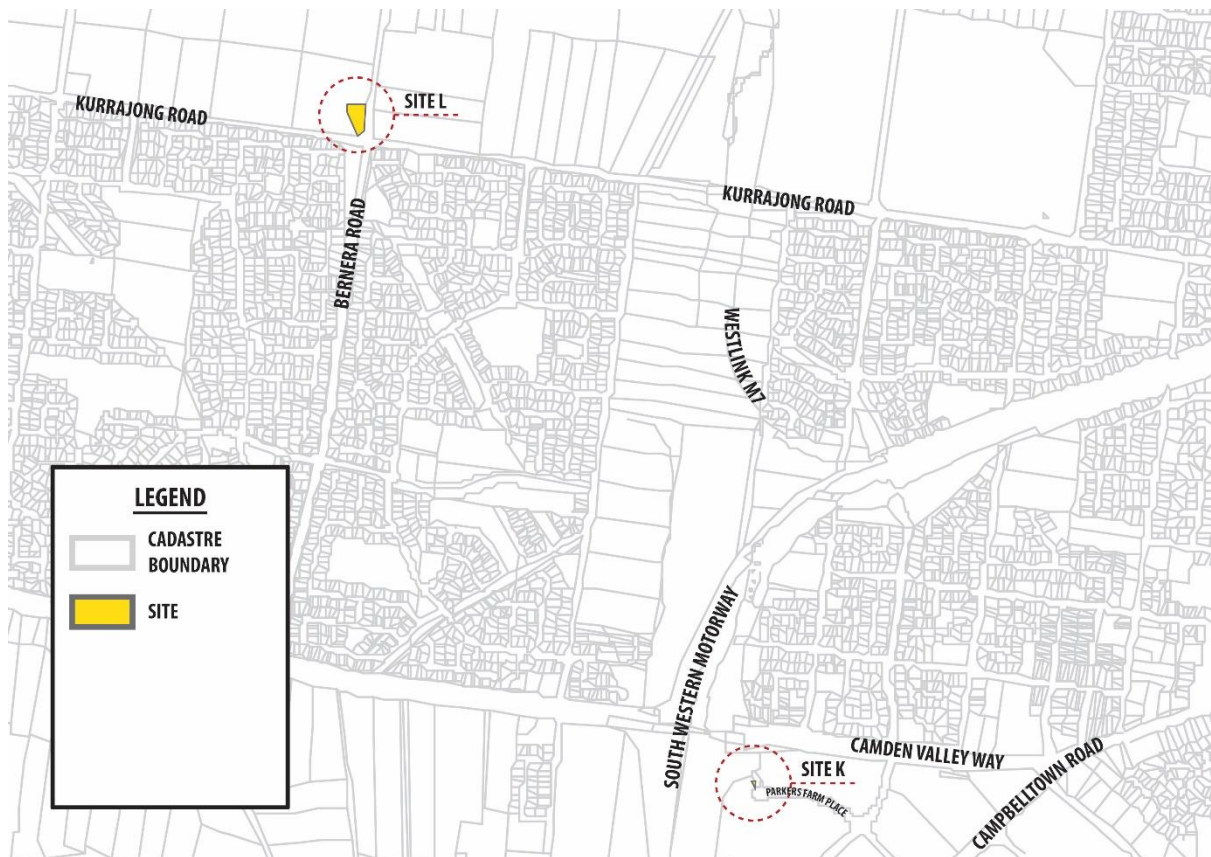 KURRAJONG ROAD
SITE L
KURRAJONG ROAD
BERNERA ROAD
WESTLINK M7
LEGEND
CADASTRE
BOUNDARY
SITE
SOUTH WESTERN MOTORWAY
CAMDEN VALLEY WAY
SITE K
PARKERS FARM PLACE
CAMPBELLTOWN ROAD